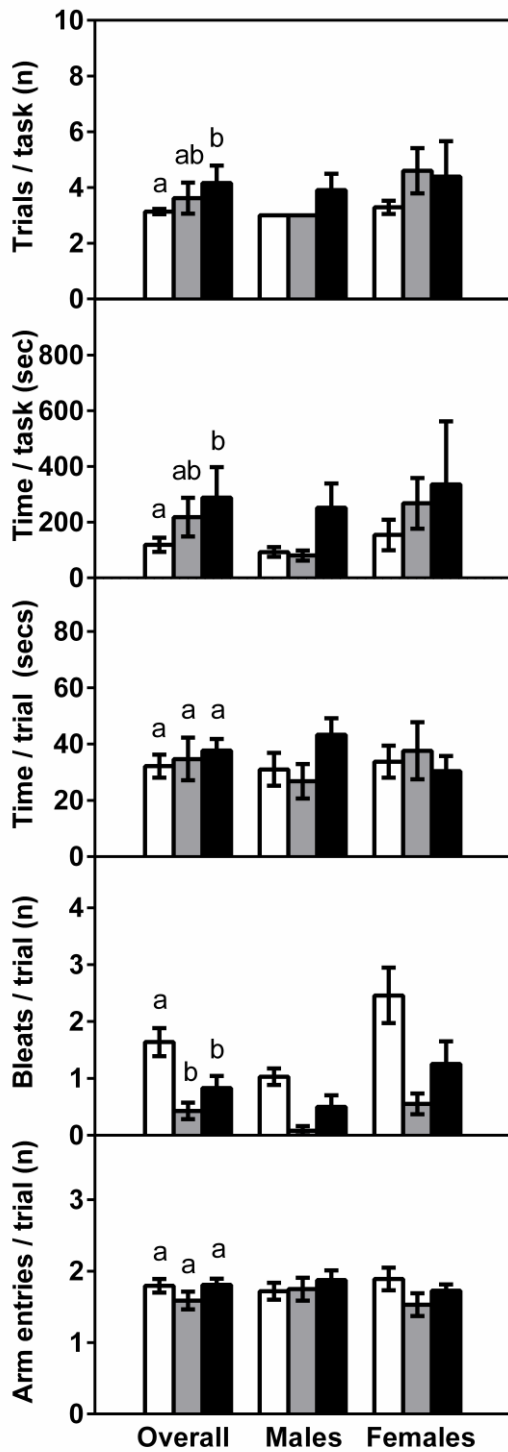 Trials / task (n)
10
8
6
4
2
0
a
ab
b
Time / task (sec)
800
600
400
200
0
a
ab
b
Time / trial (secs)
80
60
40
20
0
a
a
a
Bleats / trial (n)
4
3
2
1
0
a
b
b
Arm entries / trial (n)
3
2
1
0
a
a
a
Overall Males Females